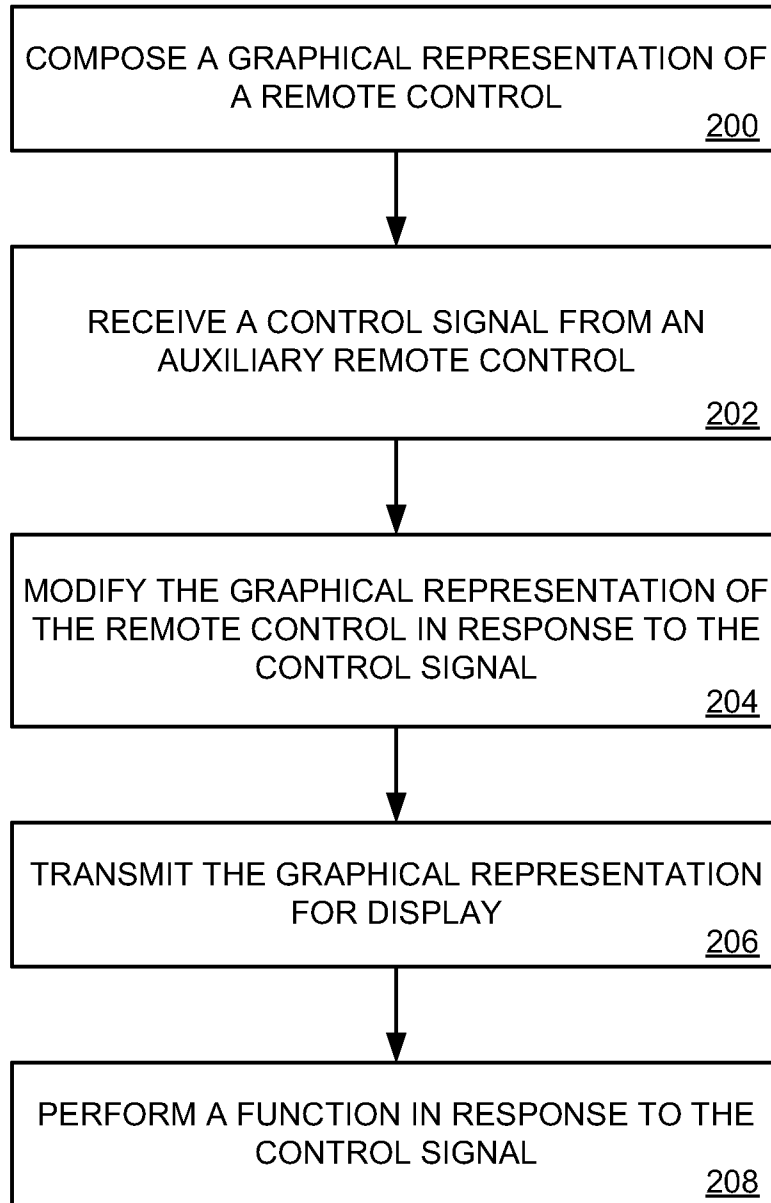 COMPOSE A GRAPHICAL REPRESENTATION OF
A REMOTE CONTROL
200
RECEIVE A CONTROL SIGNAL FROM AN
AUXILIARY REMOTE CONTROL
202
MODIFY THE GRAPHICAL REPRESENTATION OF
THE REMOTE CONTROL IN RESPONSE TO THE
CONTROL SIGNAL
204
TRANSMIT THE GRAPHICAL REPRESENTATION
FOR DISPLAY
206
PERFORM A FUNCTION IN RESPONSE TO THE
CONTROL SIGNAL
208